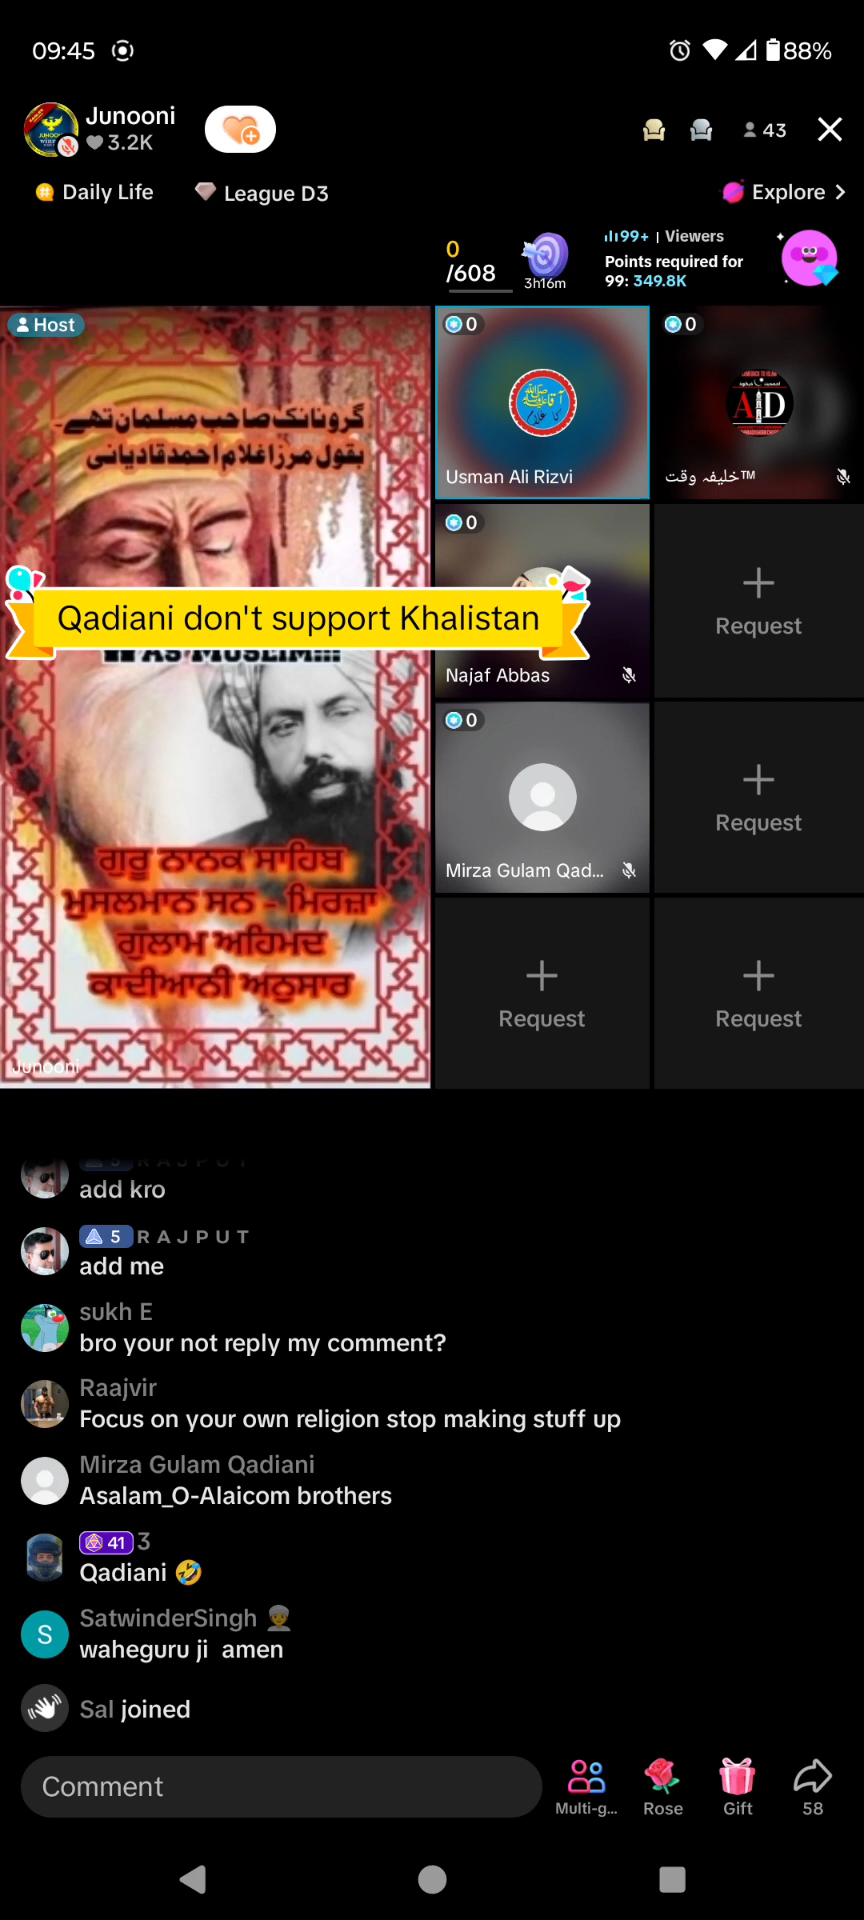 09:45
88%
Junooni
3.2K
43
Daily Life
League D3
Explore
0
/608
3h16m
99+ | Viewers
Points required for
99: 349.8K
Host
گرونانک صاحب مسلمان تھے۔
بقول مرزا غلام احمد قادیانی
Qadiani don't support Khalistan
AS MUSLIM...
ਗੁਰੂ ਨਾਨਕ ਸਾਹਿਬ
ਮੁਸਲਮਾਨ ਸਨ - ਮਿਰਜ਼ਾ
ਗੁਲਾਮ ਅਹਿਮਦ
ਕਾਦੀਆਨੀ ਅਨੁਸਾਰ
Junooni
0
Usman Ali Rizvi
0
A D
خلیفہ وقت™
0
Najaf Abbas
Request
0
Mirza Gulam Qad...
Request
Request
Request
5 RAJPUT
add kro
5 RAJPUT
add me
sukh E
bro your not reply my comment?
Raajvir
Focus on your own religion stop making stuff up
Mirza Gulam Qadiani
Asalam_O-Alaicom brothers
41 3
Qadiani 🤣
S
SatwinderSingh 👳
waheguru ji amen
Sal joined
Comment
Multi-g...
Rose
Gift
58